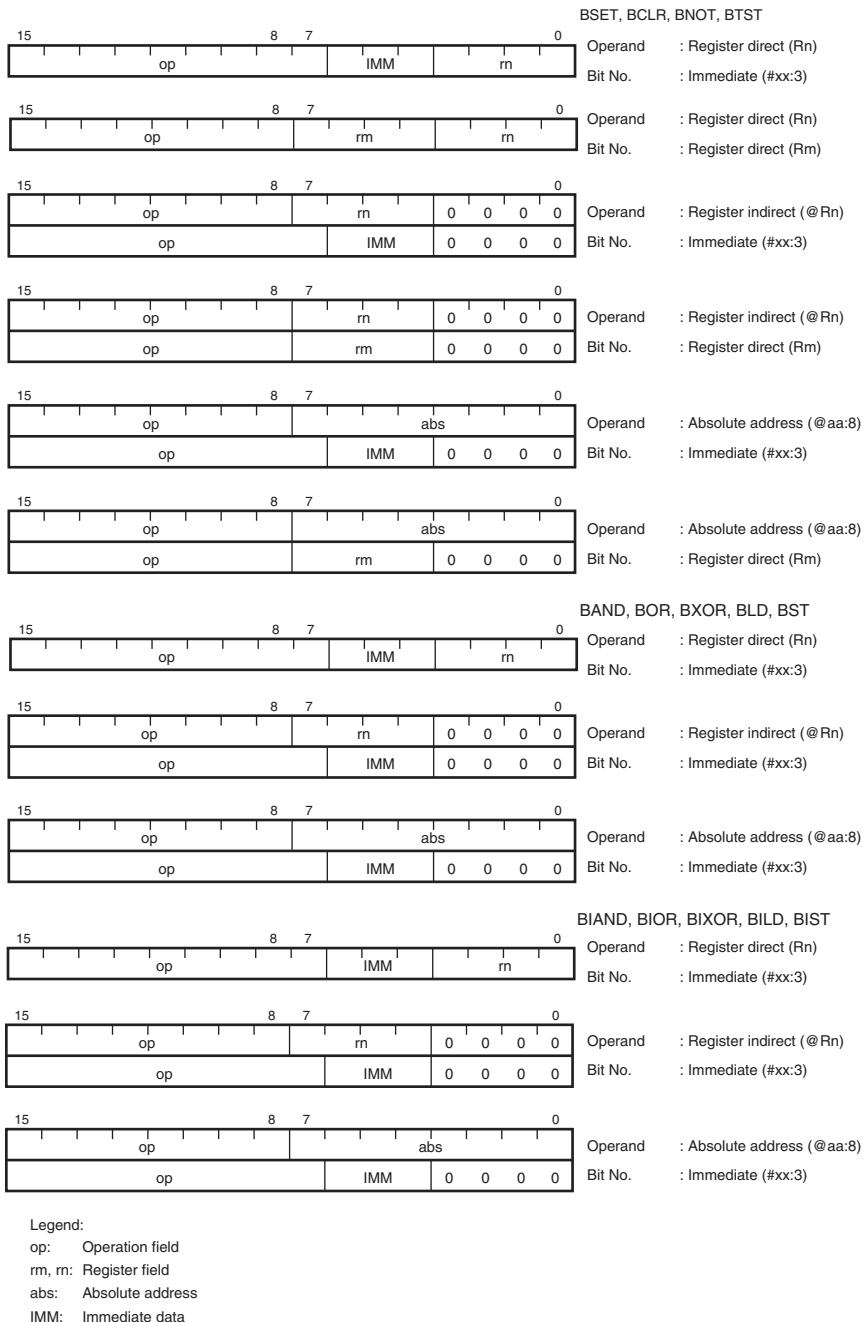 BSET, BCLR, BNOT, BTST
15 8 7 0
op IMM rn
Operand : Register direct (Rn)
Bit No. : Immediate (#xx:3)
15 8 7 0
op rm rn
Operand : Register direct (Rn)
Bit No. : Register direct (Rm)
15 8 7 0
op rn 0 0 0 0 Operand : Register indirect (@Rn)
op IMM 0 0 0 0 Bit No. : Immediate (#xx:3)
15 8 7 0
op rn 0 0 0 0 Operand : Register indirect (@Rn)
op rm 0 0 0 0 Bit No. : Register direct (Rm)
15 8 7 0
op abs Operand : Absolute address (@aa:8)
op IMM 0 0 0 0 Bit No. : Immediate (#xx:3)
15 8 7 0
op abs Operand : Absolute address (@aa:8)
op rm 0 0 0 0 Bit No. : Register direct (Rm)
BAND, BOR, BXOR, BLD, BST
15 8 7 0
op IMM rn
Operand : Register direct (Rn)
Bit No. : Immediate (#xx:3)
15 8 7 0
op rn 0 0 0 0 Operand : Register indirect (@Rn)
op IMM 0 0 0 0 Bit No. : Immediate (#xx:3)
15 8 7 0
op abs Operand : Absolute address (@aa:8)
op IMM 0 0 0 0 Bit No. : Immediate (#xx:3)
BIAND, BIOR, BIXOR, BILD, BIST
15 8 7 0
op IMM rn
Operand : Register direct (Rn)
Bit No. : Immediate (#xx:3)
15 8 7 0
op rn 0 0 0 0 Operand : Register indirect (@Rn)
op IMM 0 0 0 0 Bit No. : Immediate (#xx:3)
15 8 7 0
op abs Operand : Absolute address (@aa:8)
op IMM 0 0 0 0 Bit No. : Immediate (#xx:3)
Legend:
op: Operation field
rm, rn: Register field
abs: Absolute address
IMM: Immediate data